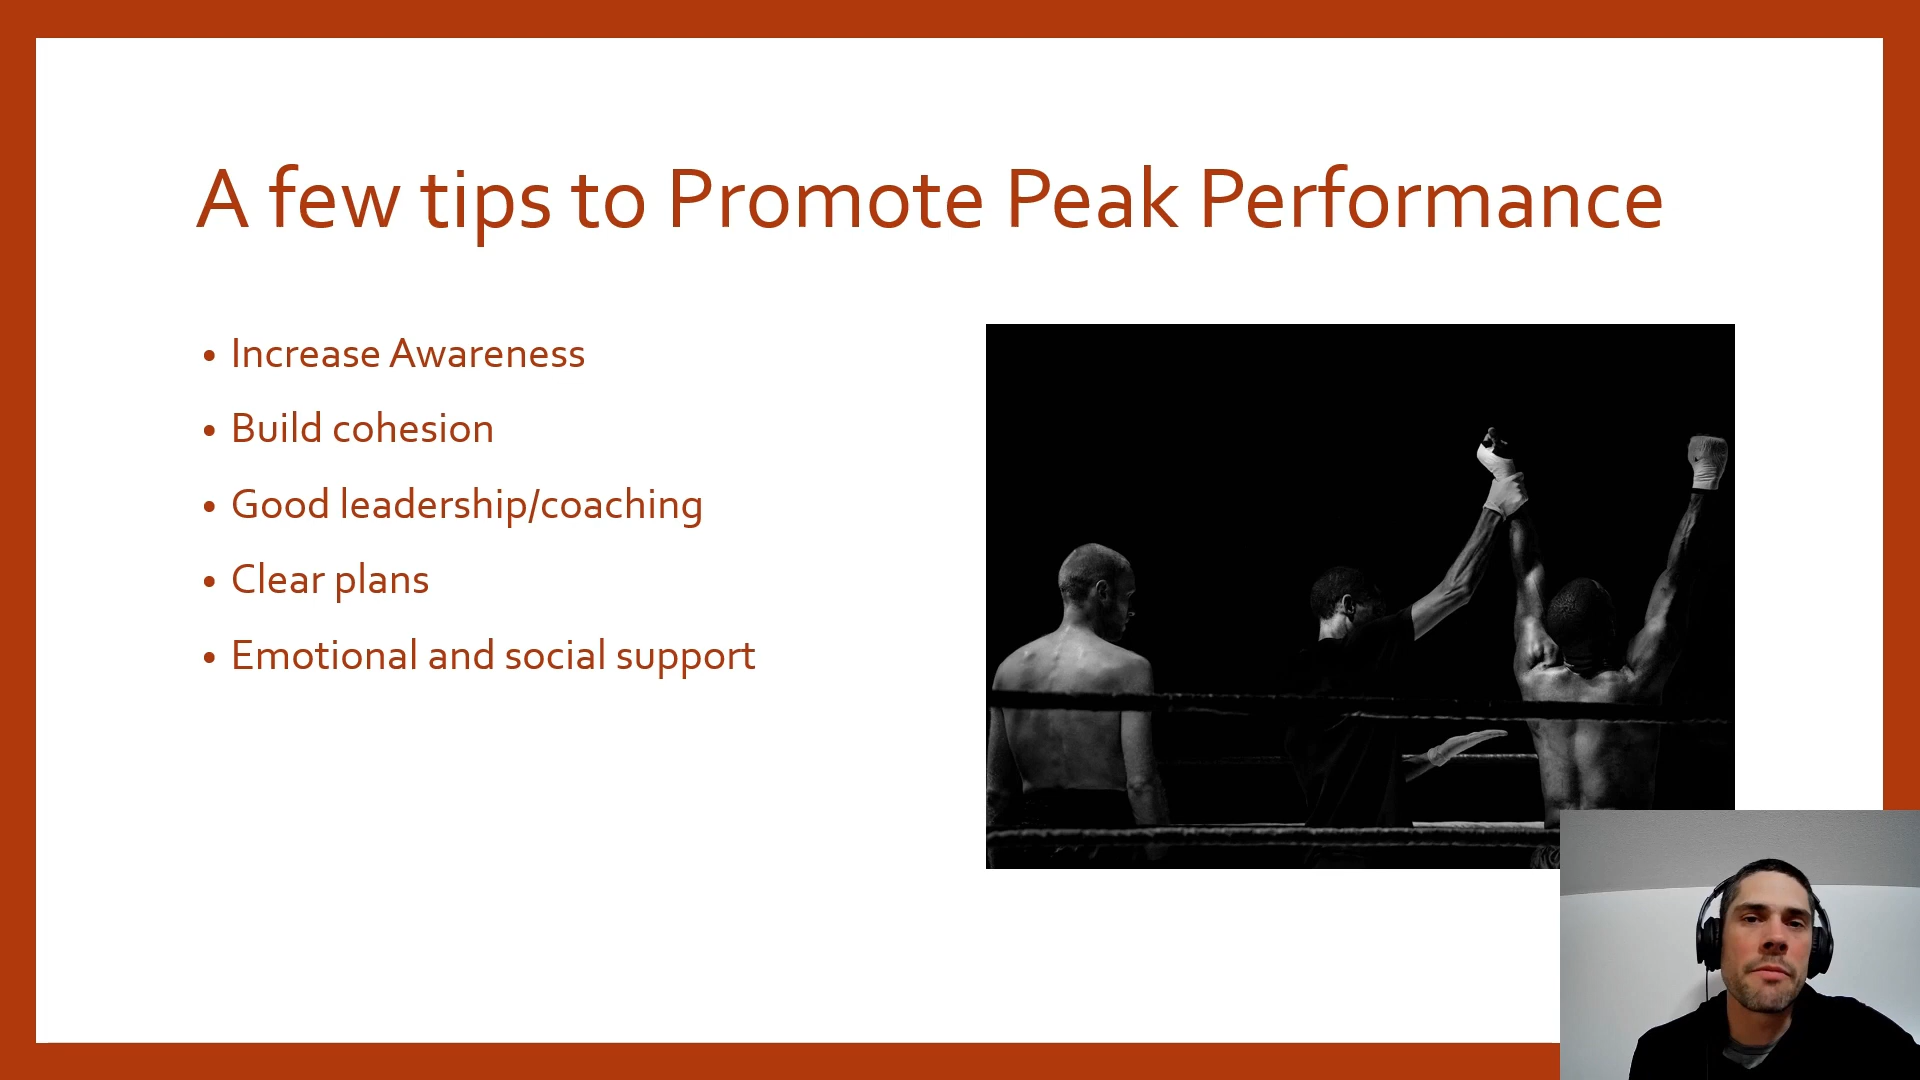 A few tips to Promote Peak Performance
• Increase Awareness
• Build cohesion
• Good leadership/coaching
• Clear plans
• Emotional and social support